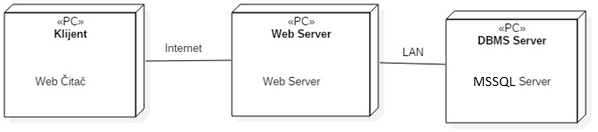 «PC»
Klijent
Web Čitač
Internet
«PC»
Web Server
Web Server
LAN
«PC»
DBMS Server
MSSQL Server